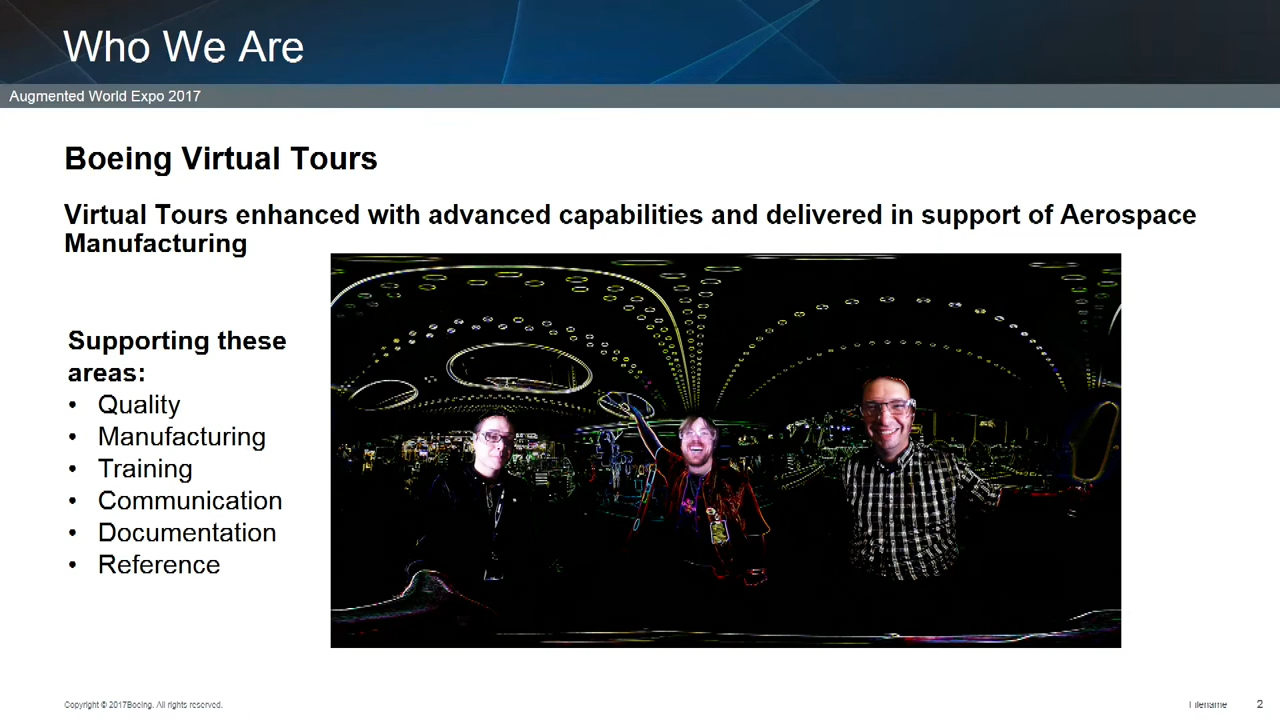 Who We Are
Augmented World Expo 2017
Boeing Virtual Tours
Virtual Tours enhanced with advanced capabilities and delivered in support of Aerospace
Manufacturing
Supporting these
areas:
• Quality
• Manufacturing
• Training
• Communication
• Documentation
• Reference
Copyright © 2017Boeing. All rights reserved.
Filename
2